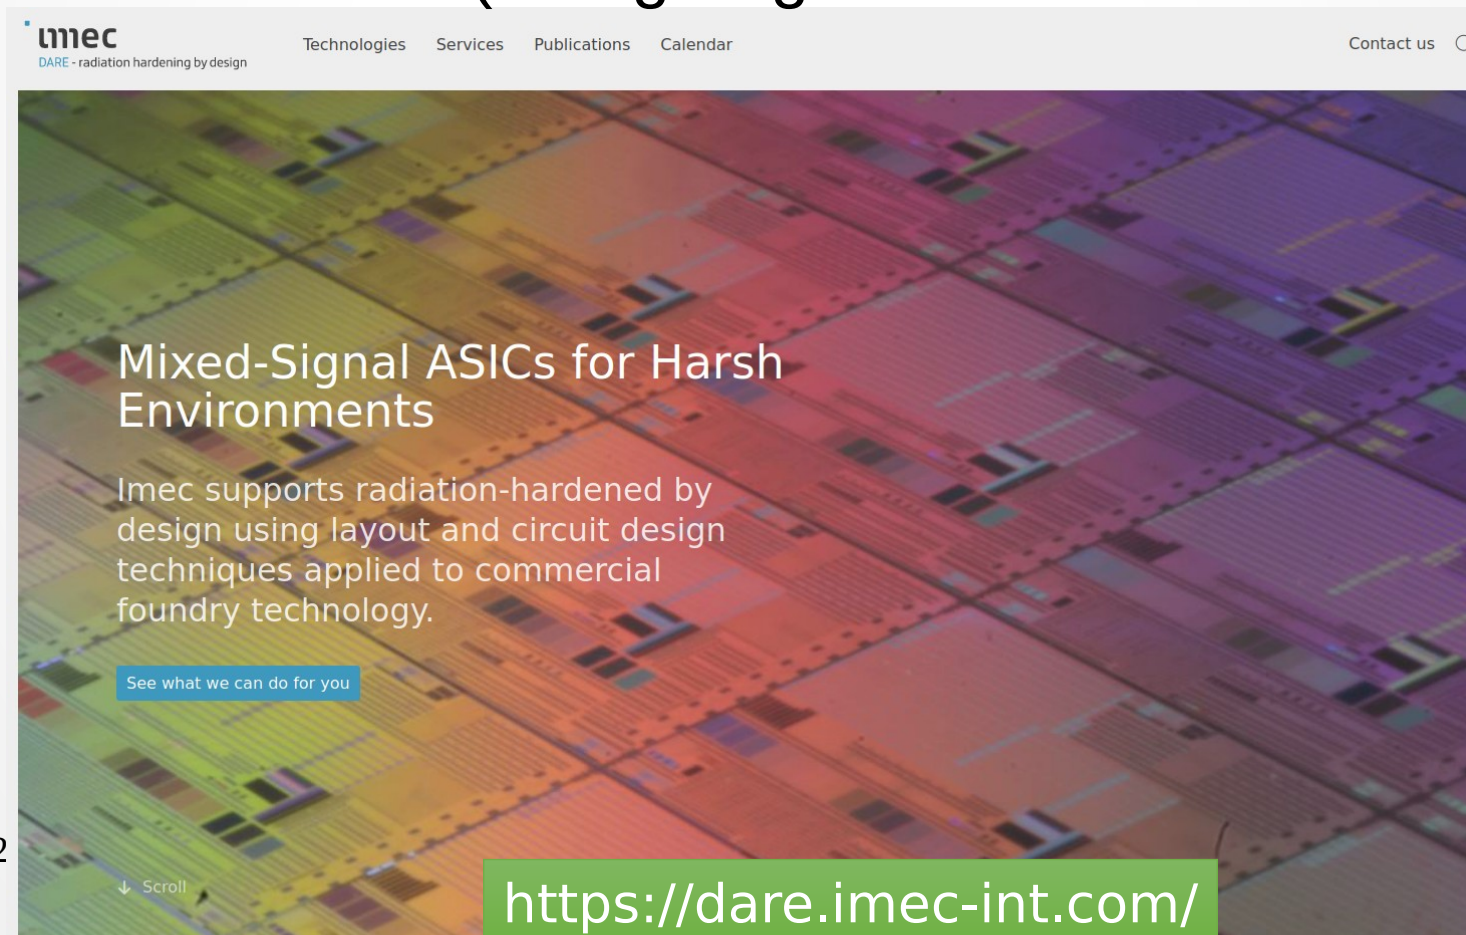 imec
DARE - radiation hardening by design
Technologies Services Publications Calendar
Contact us
Mixed-Signal ASICs for Harsh
Environments
Imec supports radiation-hardened by
design using layout and circuit design
techniques applied to commercial
foundry technology.
See what we can do for you
2
↓ Scroll
https://dare.imec-int.com/